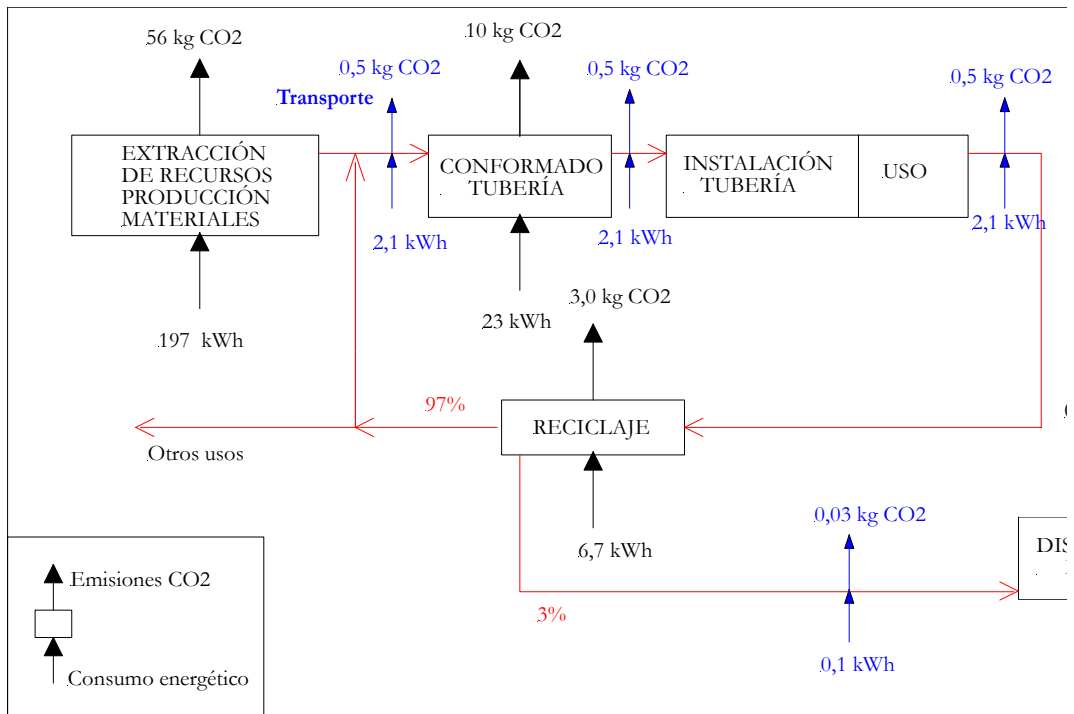 56 kg CO2
10 kg CO2
0,5 kg CO2
0,5 kg CO2
0,5 kg CO2
Transporte
EXTRACCIÓN
DE RECURSOS
PRODUCCIÓN
MATERIALES
CONFORMADO
TUBERÍA
INSTALACIÓN
TUBERÍA
USO
2,1 kWh
2,1 kWh
2,1 kWh
197 kWh
23 kWh
3,0 kg CO2
97%
RECICLAJE
Otros usos
6,7 kWh
0,03 kg CO2
3%
0,1 kWh
DIS
Emisiones CO2
Consumo energético